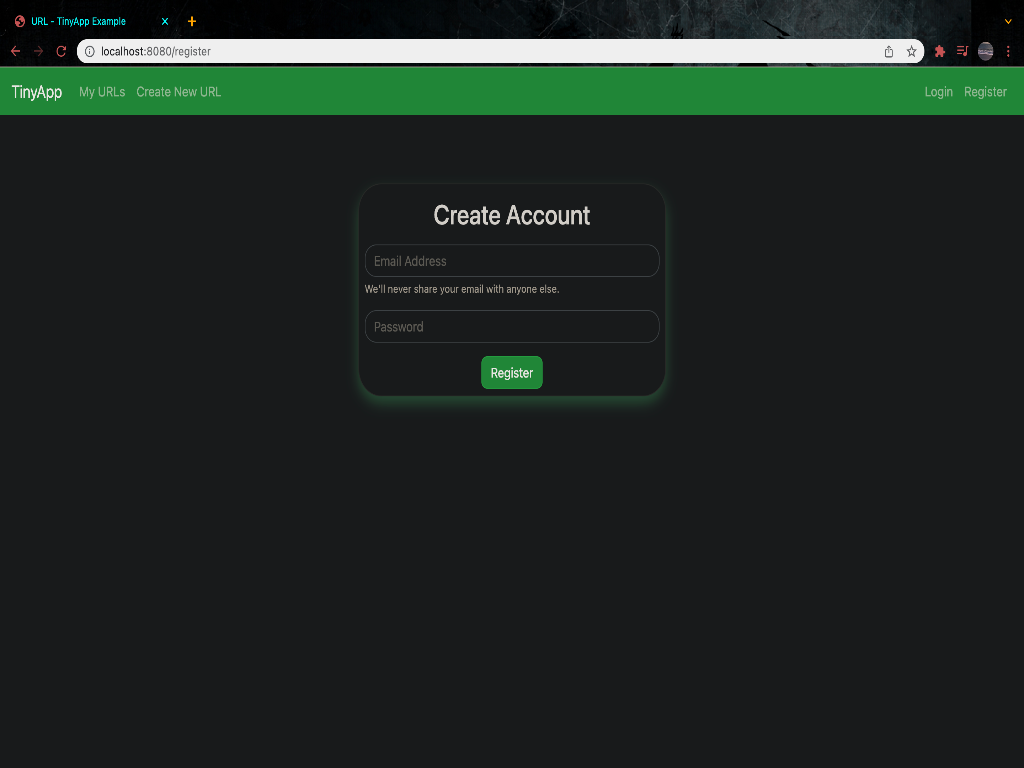 URL - TinyApp Example
localhost:8080/register
TinyApp My URLs Create New URL Login Register
Create Account
Email Address
We'll never share your email with anyone else.
Password
Register